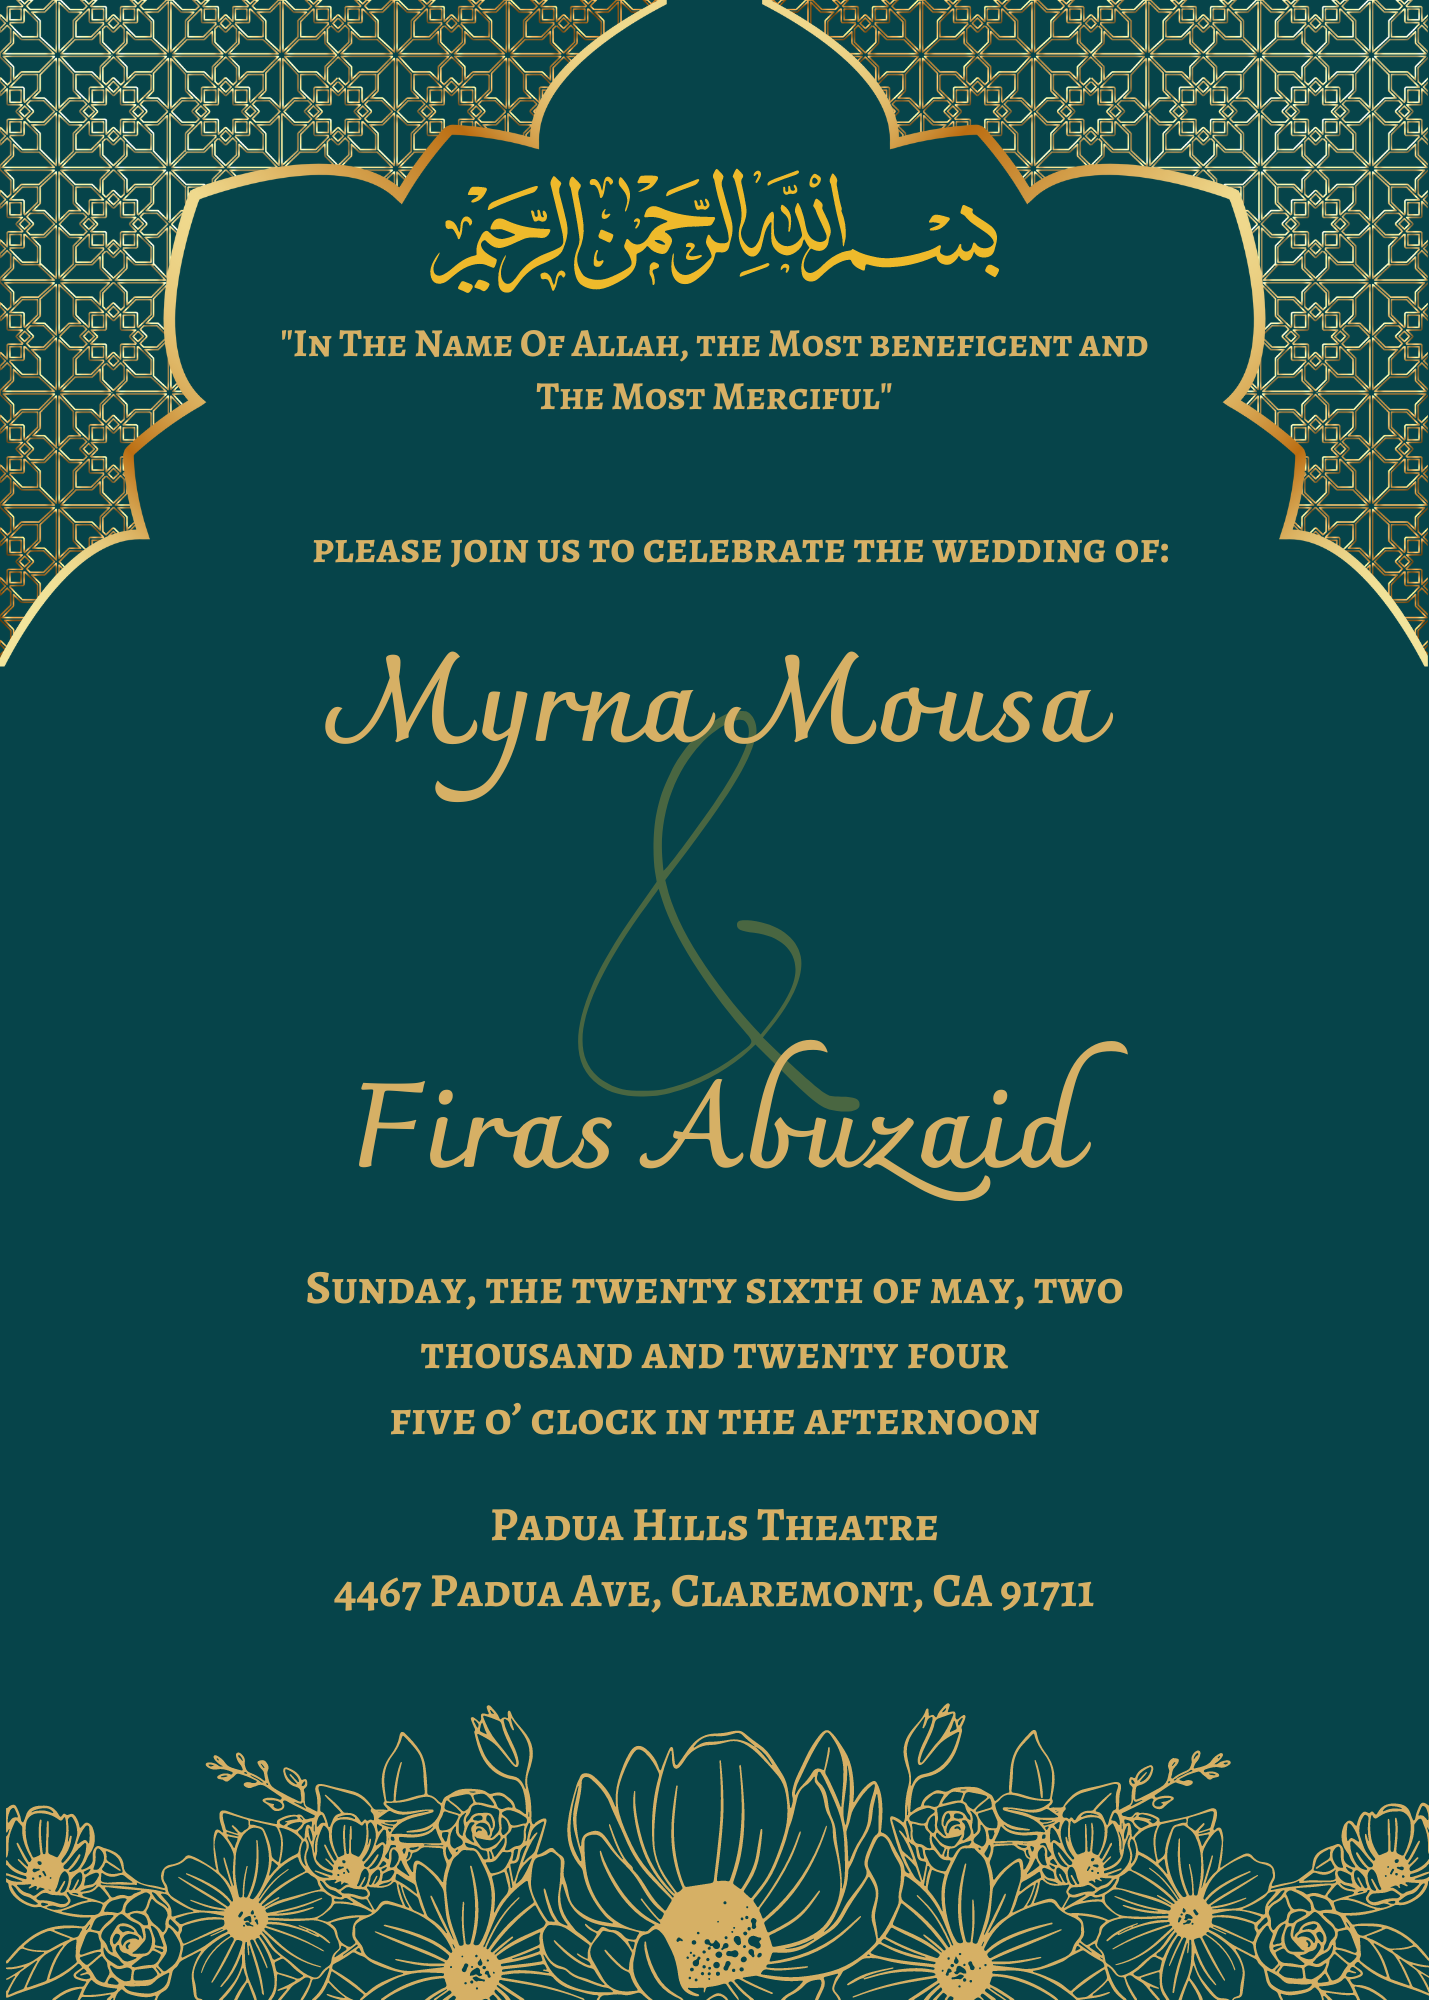 بسم الله الرحمن الرحيم
"In The Name Of Allah, the Most beneficent and
The Most Merciful"
please join us to celebrate the wedding of:
Myrna Mousa
&
Firas Abuzaid
Sunday, the twenty sixth of may, two
thousand and twenty four
five o’ clock in the afternoon
Padua Hills Theatre
4467 Padua Ave, Claremont, CA 91711